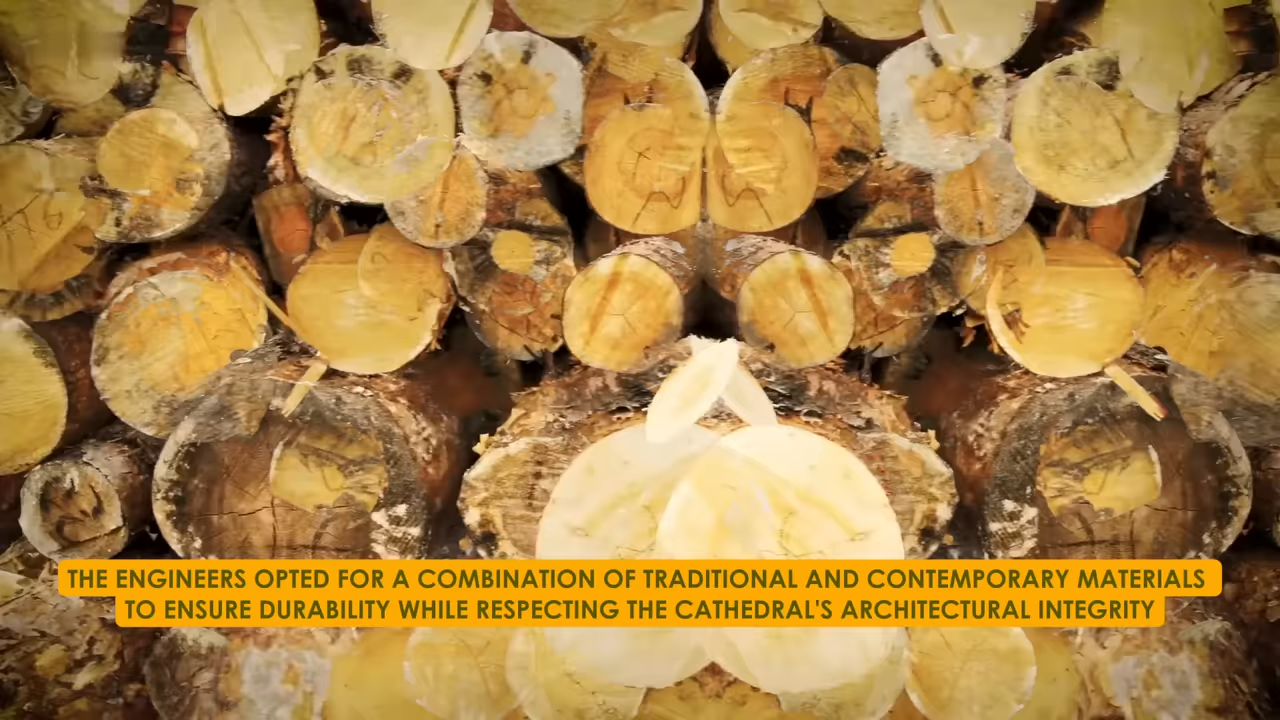 THE ENGINEERS OPTED FOR A COMBINATION OF TRADITIONAL AND CONTEMPORARY MATERIALS
TO ENSURE DURABILITY WHILE RESPECTING THE CATHEDRAL'S ARCHITECTURAL INTEGRITY